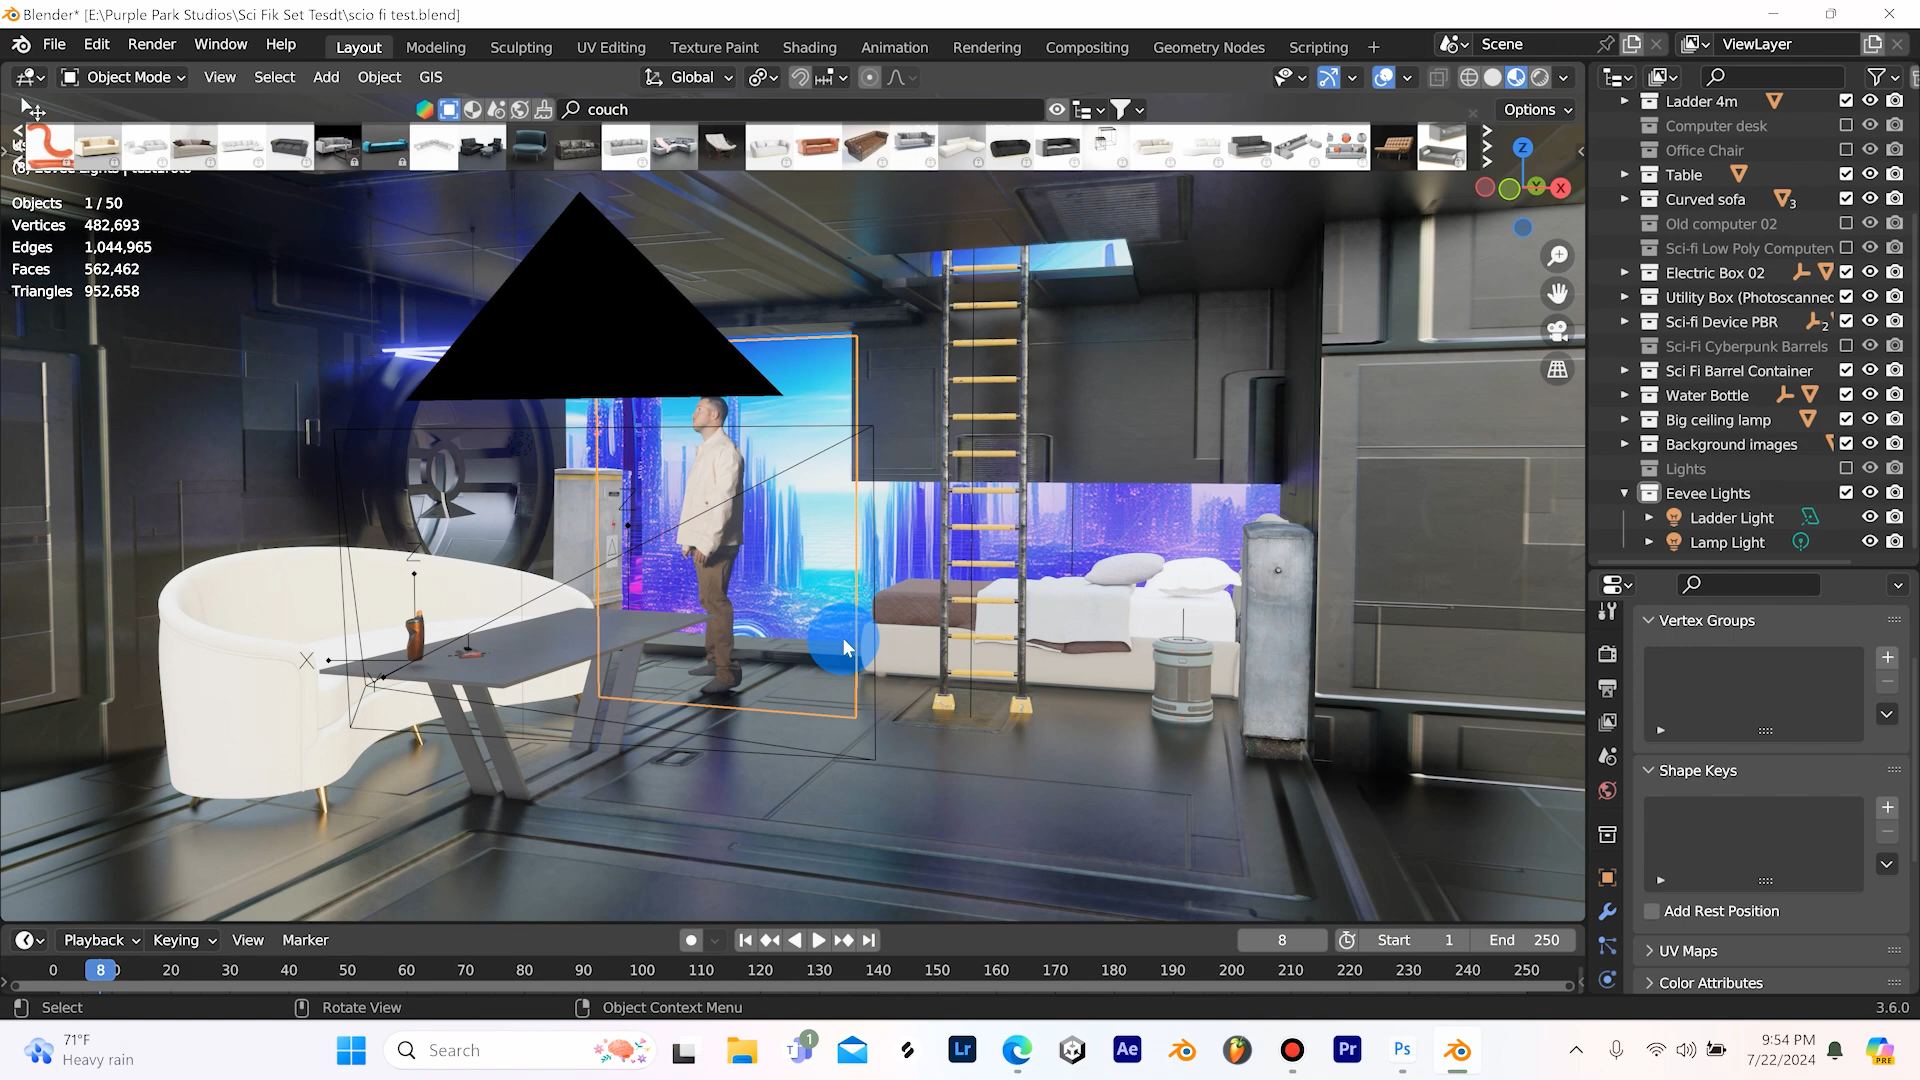 Blender* [E:\Purple Park Studios\Sci Fik Set Tesdt\scio fi test.blend]
File Edit Render Window Help
Layout Modeling Sculpting UV Editing Texture Paint Shading Animation Rendering Compositing Geometry Nodes Scripting +
Scene
ViewLayer
Object Mode View Select Add Object GIS
Global
couch
Options
Objects 1 / 50
Vertices 482,693
Edges 1,044,965
Faces 562,462
Triangles 952,658
Z
X
Y
Z
X
Y
Ladder 4m
Computer desk
Office Chair
Table
Curved sofa 3
Old computer 02
Sci-fi Low Poly Computer
Electric Box 02
Utility Box (Photoscanned
Sci-fi Device PBR 2
Sci-Fi Cyberpunk Barrels
Sci Fi Barrel Container
Water Bottle
Big ceiling lamp
Background images
Lights
Eevee Lights
Ladder Light
Lamp Light
Vertex Groups
Shape Keys
Add Rest Position
UV Maps
Color Attributes
Playback Keying View Marker
8
Start 1
End 250
0 8 20 30 40 50 60 70 80 90 100 110 120 130 140 150 160 170 180 190 200 210 220 230 240 250
Select
Rotate View
Object Context Menu
3.6.0
71°F
Heavy rain
Search
1
Lr
Ae
Pr
Ps
9:54 PM
7/22/2024
PRE